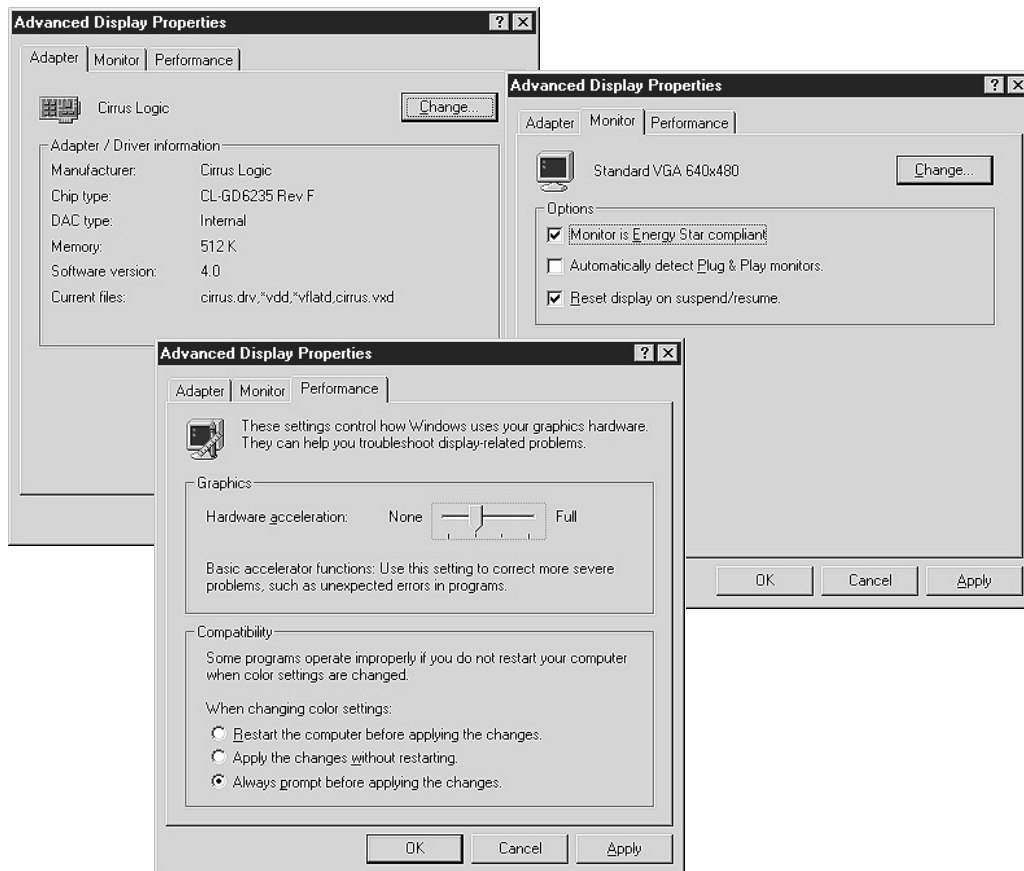 Advanced Display Properties
Adapter Monitor Performance
Cirrus Logic
Change...
Adapter / Driver information
Manufacturer: Cirrus Logic
Chip type: CL-GD6235 Rev F
DAC type: Internal
Memory: 512 K
Software version: 4.0
Current files: cirrus.drv,*vdd,*vflatd,cirrus.vxd
Advanced Display Properties
Adapter Monitor Performance
Standard VGA 640x480
Change...
Options
Monitor is Energy Star compliant
Automatically detect Plug & Play monitors.
Reset display on suspend/resume.
OK Cancel Apply
Advanced Display Properties
Adapter Monitor Performance
These settings control how Windows uses your graphics hardware.
They can help you troubleshoot display-related problems.
Graphics
Hardware acceleration: None Full
Basic accelerator functions: Use this setting to correct more severe
problems, such as unexpected errors in programs.
Compatibility
Some programs operate improperly if you do not restart your computer
when color settings are changed.
When changing color settings:
Restart the computer before applying the changes.
Apply the changes without restarting.
Always prompt before applying the changes.
OK Cancel Apply